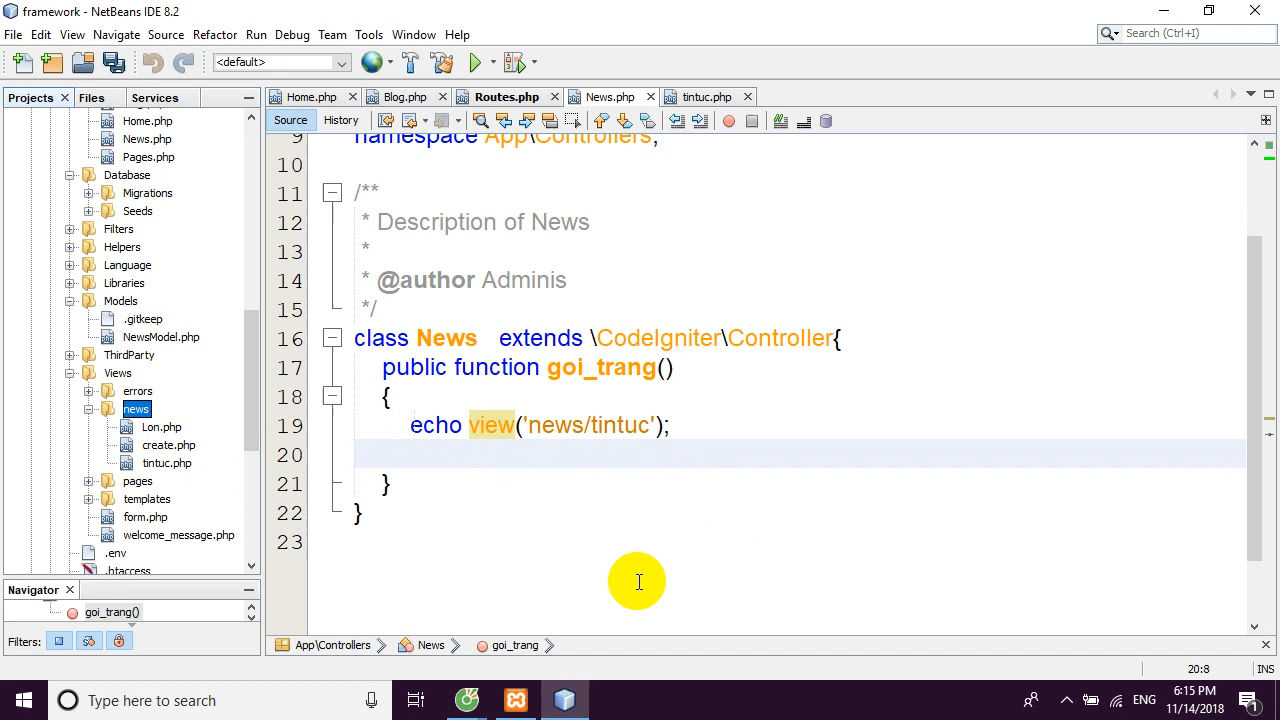 framework - NetBeans IDE 8.2
File Edit View Navigate Source Refactor Run Debug Team Tools Window Help
Search (Ctrl+I)
<default>
Projects Files Services
Home.php Blog.php Routes.php News.php tintuc.php
Source History
Home.php
News.php
Pages.php
Database
Migrations
Seeds
Filters
Helpers
Language
Libraries
Models
.gitkeep
NewsModel.php
ThirdParty
Views
errors
news
Lon.php
create.php
tintuc.php
pages
templates
form.php
welcome_message.php
.env
.htaccess
9 namespace App\Controllers;
10
11 /**
12 * Description of News
13 *
14 * @author Adminis
15 */
16 class News extends \CodeIgniter\Controller{
17 public function goi_trang()
18 {
19 echo view('news/tintuc');
20
21 }
22 }
23
Navigator
goi_trang()
Filters:
App\Controllers News goi_trang
20:8 INS
Type here to search
ENG
6:15 PM
11/14/2018
1